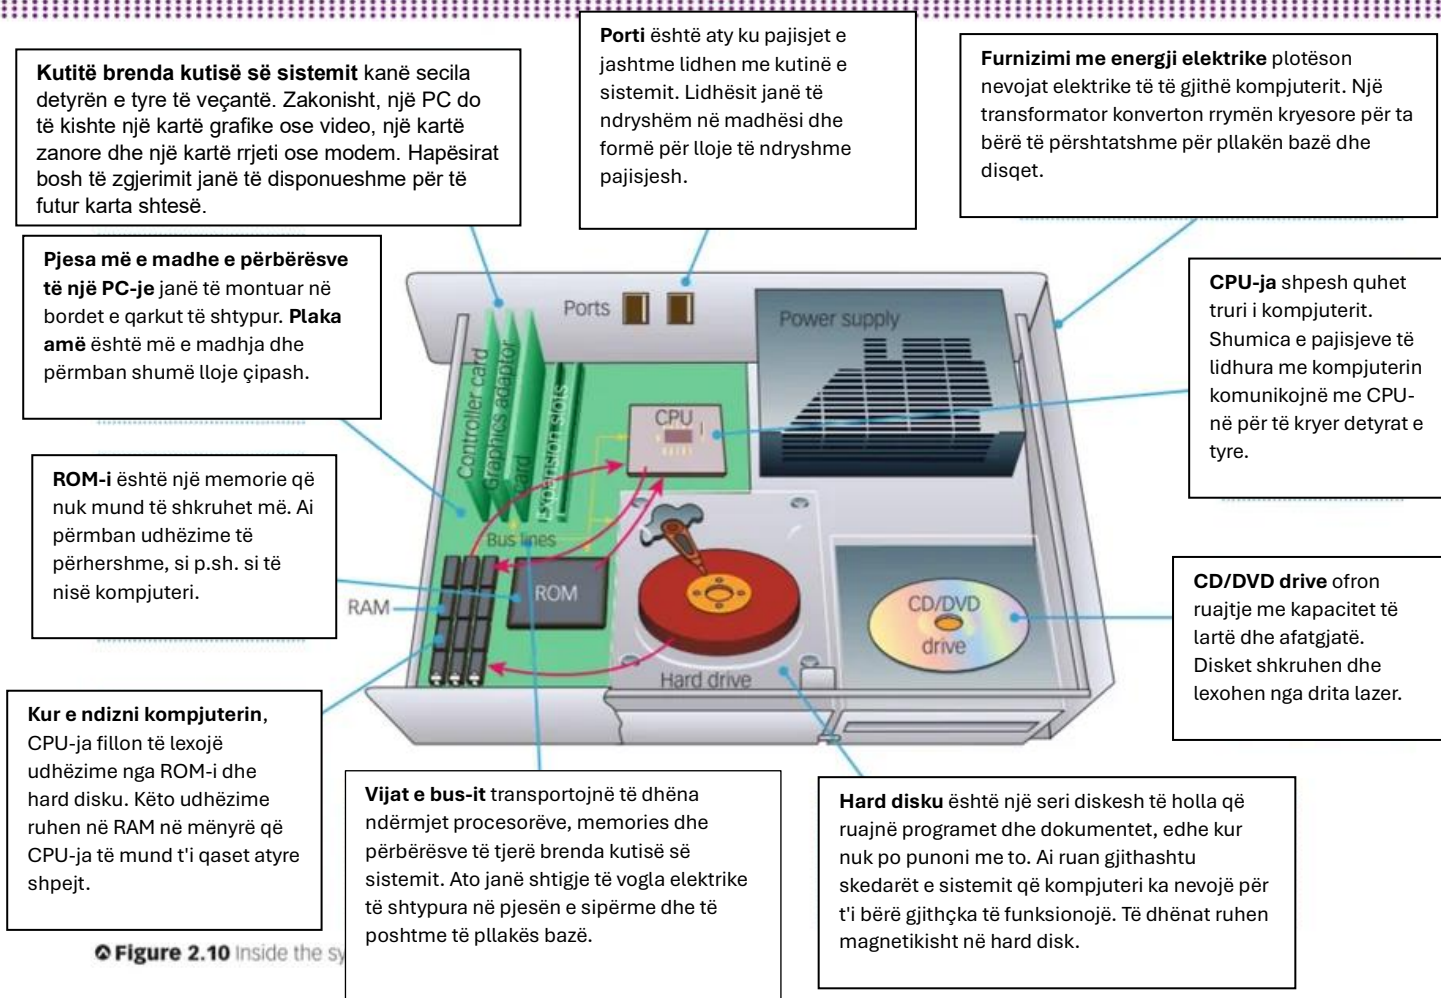 Kutitë brenda kutisë së sistemit kanë secila
detyrën e tyre të veçantë. Zakonisht, një PC do
të kishte një kartë grafike ose video, një kartë
zanore dhe një kartë rrjeti ose modem. Hapësirat
bosh të zgjerimit janë të disponueshme për të
futur karta shtesë.
Porti është aty ku pajisjet e
jashtme lidhen me kutinë e
sistemit. Lidhësit janë të
ndryshëm në madhësi dhe
formë për lloje të ndryshme
pajisjesh.
Furnizimi me energji elektrike plotëson
nevojat elektrike të të gjithë kompjuterit. Një
transformator konverton rrymën kryesore për ta
bërë të përshtatshme për pllakën bazë dhe
disqet.
Pjesa më e madhe e përbërësve
të një PC-je janë të montuar në
bordet e qarkut të shtypur. Plaka
amë është më e madhja dhe
përmban shumë lloje çipash.
CPU-ja shpesh quhet
truri i kompjuterit.
Shumica e pajisjeve të
lidhura me kompjuterin
komunikojnë me CPU-
në për të kryer detyrat e
tyre.
ROM-i është një memorie që
nuk mund të shkruhet më. Ai
përmban udhëzime të
përhershme, si p.sh. si të
nisë kompjuteri.
CD/DVD drive ofron
ruajtje me kapacitet të
lartë dhe afatgjatë.
Disket shkruhen dhe
lexohen nga drita lazer.
Kur e ndizni kompjuterin,
CPU-ja fillon të lexojë
udhëzime nga ROM-i dhe
hard disku. Këto udhëzime
ruhen në RAM në mënyrë që
CPU-ja të mund t'i qaset atyre
shpejt.
Vijat e bus-it transportojnë të dhëna
ndërmjet procesorëve, memories dhe
përbërësve të tjerë brenda kutisë së
sistemit. Ato janë shtigje të vogla elektrike
të shtypura në pjesën e sipërme dhe të
poshtme të pllakës bazë.
Hard disku është një seri diskesh të holla që
ruajnë programet dhe dokumentet, edhe kur
nuk po punoni me to. Ai ruan gjithashtu
skedarët e sistemit që kompjuteri ka nevojë për
t'i bërë gjithçka të funksionojë. Të dhënat ruhen
magnetikisht në hard disk.
Ports
Power supply
Controller card
Graphics adaptor
card
Expansion slots
CPU
Bus lines
ROM
RAM
Hard drive
CD/DVD
drive
Figure 2.10 Inside the sy